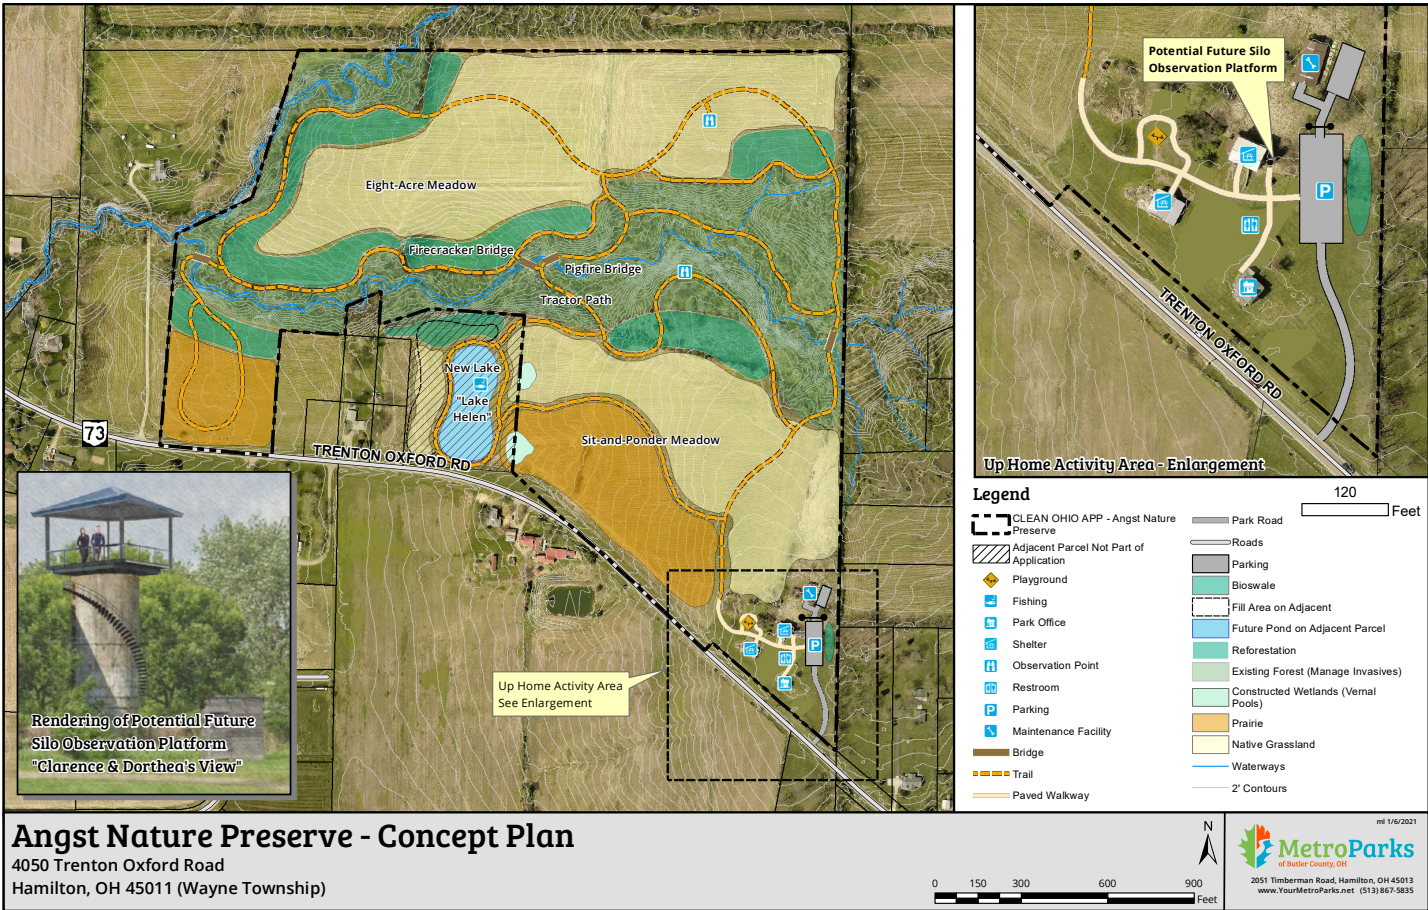 Eight-Acre Meadow
Firecracker Bridge
Pigfire Bridge
Tractor Path
New Lake
"Lake
Helen"
Sit-and-Ponder Meadow
73
TRENTON OXFORD RD
Up Home Activity Area
See Enlargement
P
Rendering of Potential Future
Silo Observation Platform
"Clarence & Dorthea's View"
Potential Future Silo
Observation Platform
P
TRENTON OXFORD RD
Up Home Activity Area - Enlargement
120
Feet
Legend
CLEAN OHIO APP - Angst Nature
Preserve
Adjacent Parcel Not Part of
Application
Playground
Fishing
Park Office
Shelter
Observation Point
Restroom
P Parking
Maintenance Facility
Bridge
Trail
Paved Walkway
Park Road
Roads
Parking
Bioswale
Fill Area on Adjacent
Future Pond on Adjacent Parcel
Reforestation
Existing Forest (Manage Invasives)
Constructed Wetlands (Vernal
Pools)
Prairie
Native Grassland
Waterways
2' Contours
Angst Nature Preserve - Concept Plan
4050 Trenton Oxford Road
Hamilton, OH 45011 (Wayne Township)
N
0 150 300 600 900
Feet
ml 1/6/2021
MetroParks
of Butler County, OH
2051 Timberman Road, Hamilton, OH 45013
www.YourMetroParks.net (513) 867-5835